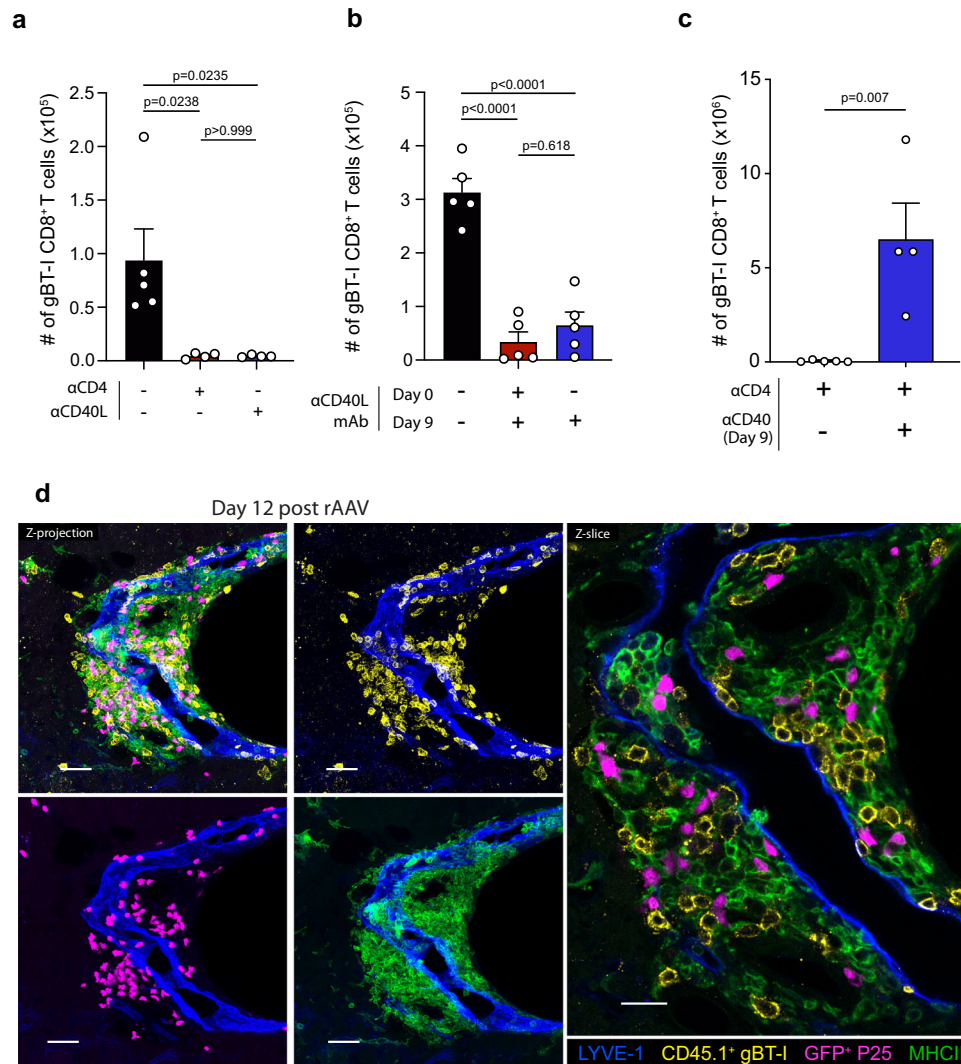 a
# of gBT-I CD8⁺ T cells (x10⁵)
2.5
2.0
1.5
1.0
0.5
0.0
p=0.0235
p=0.0238
p>0.999
αCD4 - + -
αCD40L - - +
b
# of gBT-I CD8⁺ T cells (x10⁵)
5
4
3
2
1
0
p<0.0001
p<0.0001
p=0.618
αCD40L mAb
Day 0 - + -
Day 9 - + +
c
# of gBT-I CD8⁺ T cells (x10⁶)
15
10
5
0
p=0.007
αCD4 + +
αCD40 (Day 9) - +
d
Day 12 post rAAV
Z-projection
Z-slice
LYVE-1 CD45.1⁺ gBT-I GFP⁺ P25 MHCI